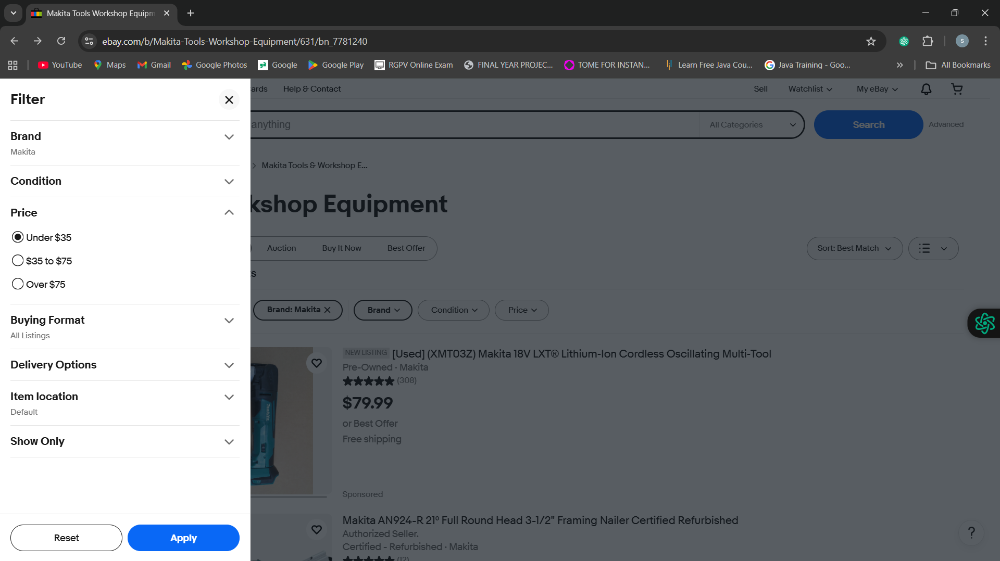 Makita Tools Workshop Equipm
ebay.com/b/Makita-Tools-Workshop-Equipment/631/bn_7781240
S
YouTube
Maps
Gmail
Google Photos
Google
Google Play
RGPV Online Exam
FINAL YEAR PROJEC...
TOME FOR INSTAN...
Learn Free Java Cou...
Java Training - Goo...
All Bookmarks
ards
Help & Contact
Sell
Watchlist
My eBay
Filter
anything
All Categories
Search
Advanced
Brand
Makita
Makita Tools & Workshop E...
Condition
kshop Equipment
Price
Under $35
$35 to $75
Over $75
Auction
Buy It Now
Best Offer
Sort: Best Match
s
Brand: Makita
Brand
Condition
Price
Buying Format
All Listings
Delivery Options
Item location
Default
Show Only
Reset
Apply
NEW LISTING [Used] (XMT03Z) Makita 18V LXT® Lithium-Ion Cordless Oscillating Multi-Tool
Pre-Owned · Makita
(308)
$79.99
or Best Offer
Free shipping
Sponsored
makita
Makita AN924-R 21º Full Round Head 3-1/2" Framing Nailer Certified Refurbished
Authorized Seller.
Certified - Refurbished · Makita
(12)
?